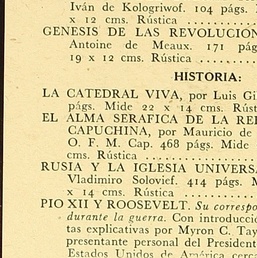 Iván de Kologriwof. 104 págs.
x 12 cms. Rústica
GENESIS DE LAS REVOLUCION
Antoine de Meaux. 171 pág
19 x 12 cms. Rústica
HISTORIA:
LA CATEDRAL VIVA, por Luis Gi
págs. Mide 22 x 14 cms. Rúst
EL ALMA SERAFICA DE LA RE
CAPUCHINA, por Mauricio de
O. F. M. Cap. 468 págs. Mide
cms. Rústica
RUSIA Y LA IGLESIA UNIVERSA
Vladimiro Solovief. 414 págs. M
x 14 cms. Rústica
PIO XII Y ROOSEVELT. Su correspo
durante la guerra. Con introducció
tas explicativas por Myron C. Tay
presentante personal del President
Estados Unidos de América cerca